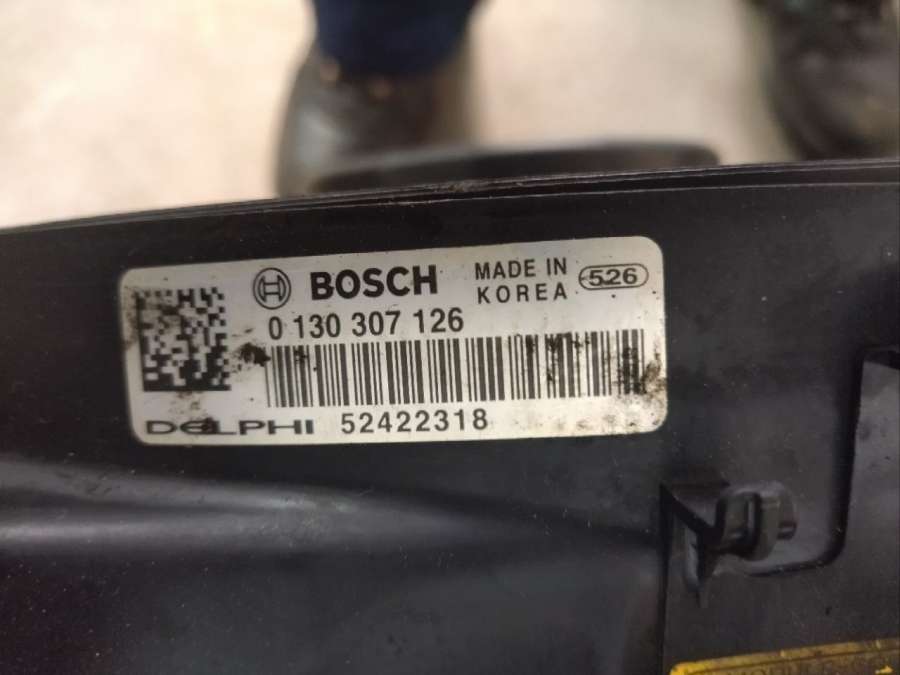 BOSCH MADE IN KOREA 526
0 130 307 126
DELPHI 52422318